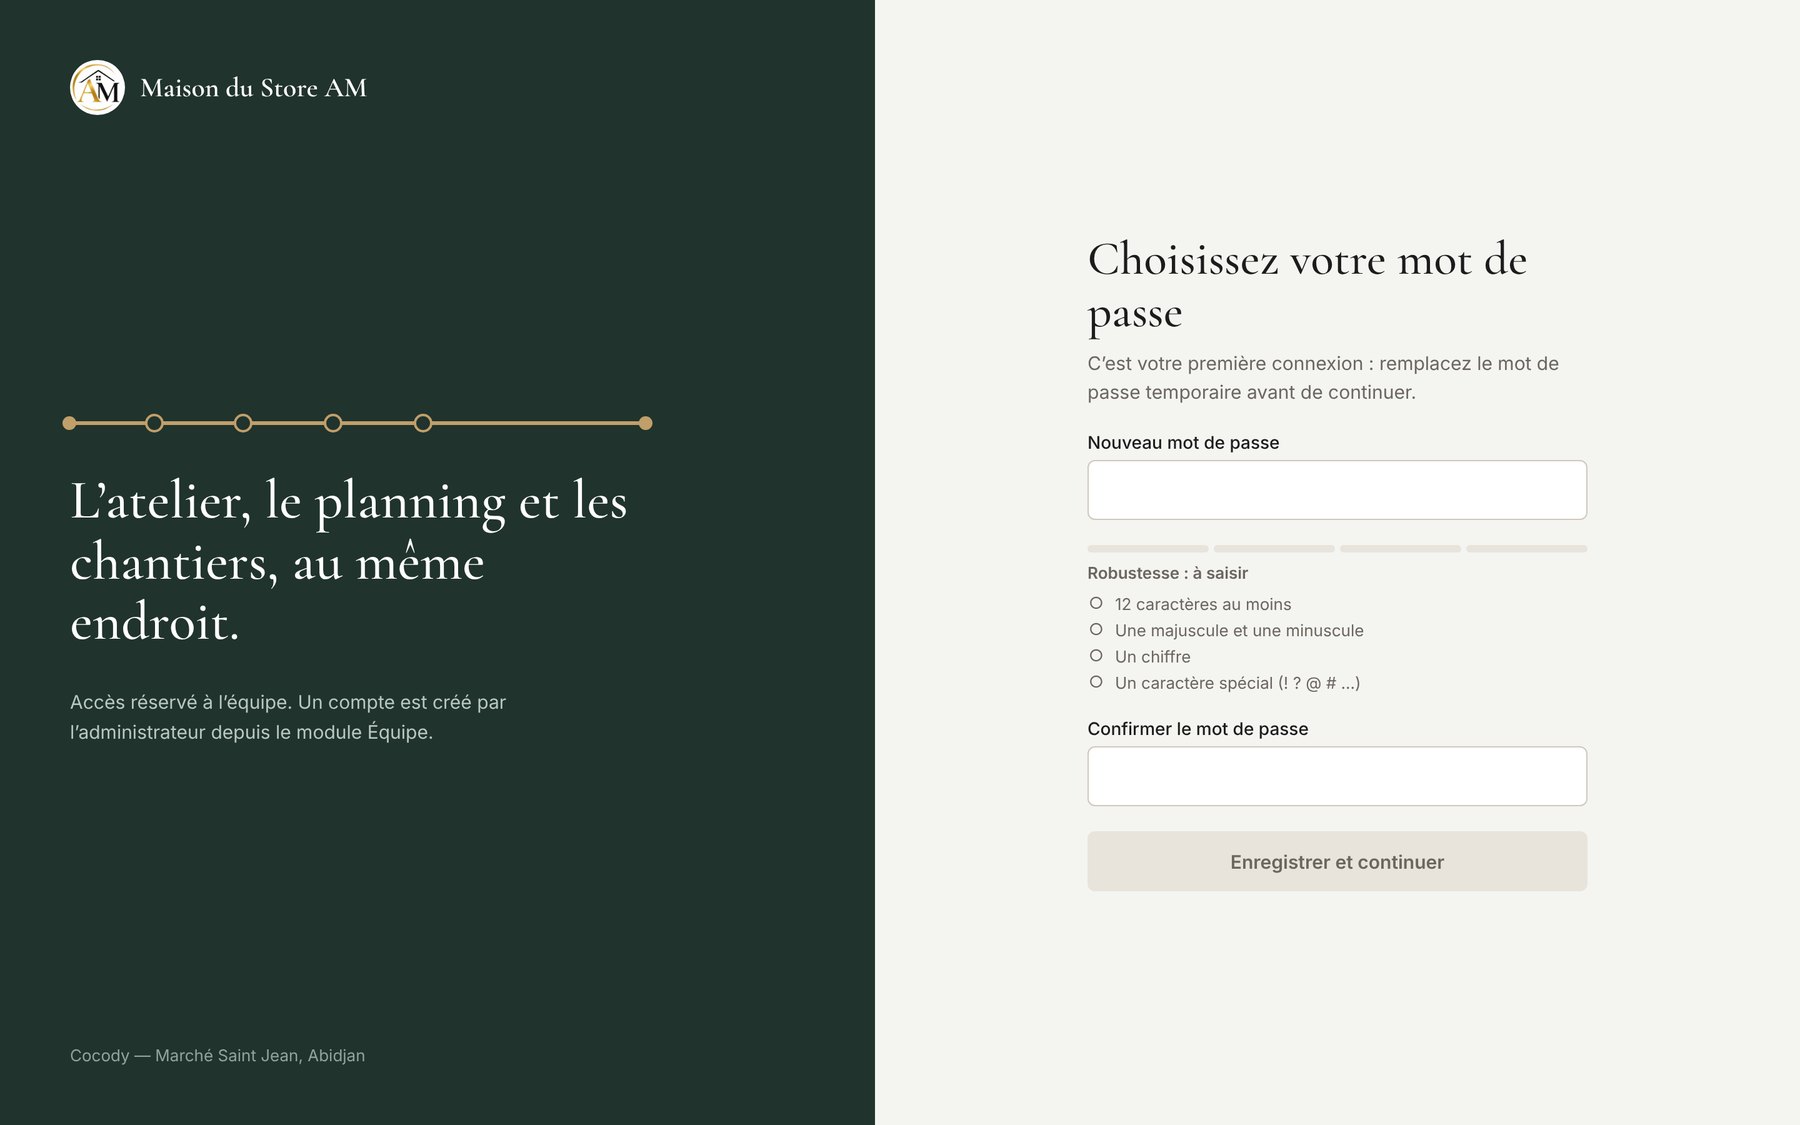 AM
Maison du Store AM
L’atelier, le planning et les
chantiers, au même
endroit.
Accès réservé à l’équipe. Un compte est créé par
l’administrateur depuis le module Équipe.
Cocody — Marché Saint Jean, Abidjan
Choisissez votre mot de
passe
C’est votre première connexion : remplacez le mot de
passe temporaire avant de continuer.
Nouveau mot de passe
Robustesse : à saisir
12 caractères au moins
Une majuscule et une minuscule
Un chiffre
Un caractère spécial (! ? @ # …)
Confirmer le mot de passe
Enregistrer et continuer